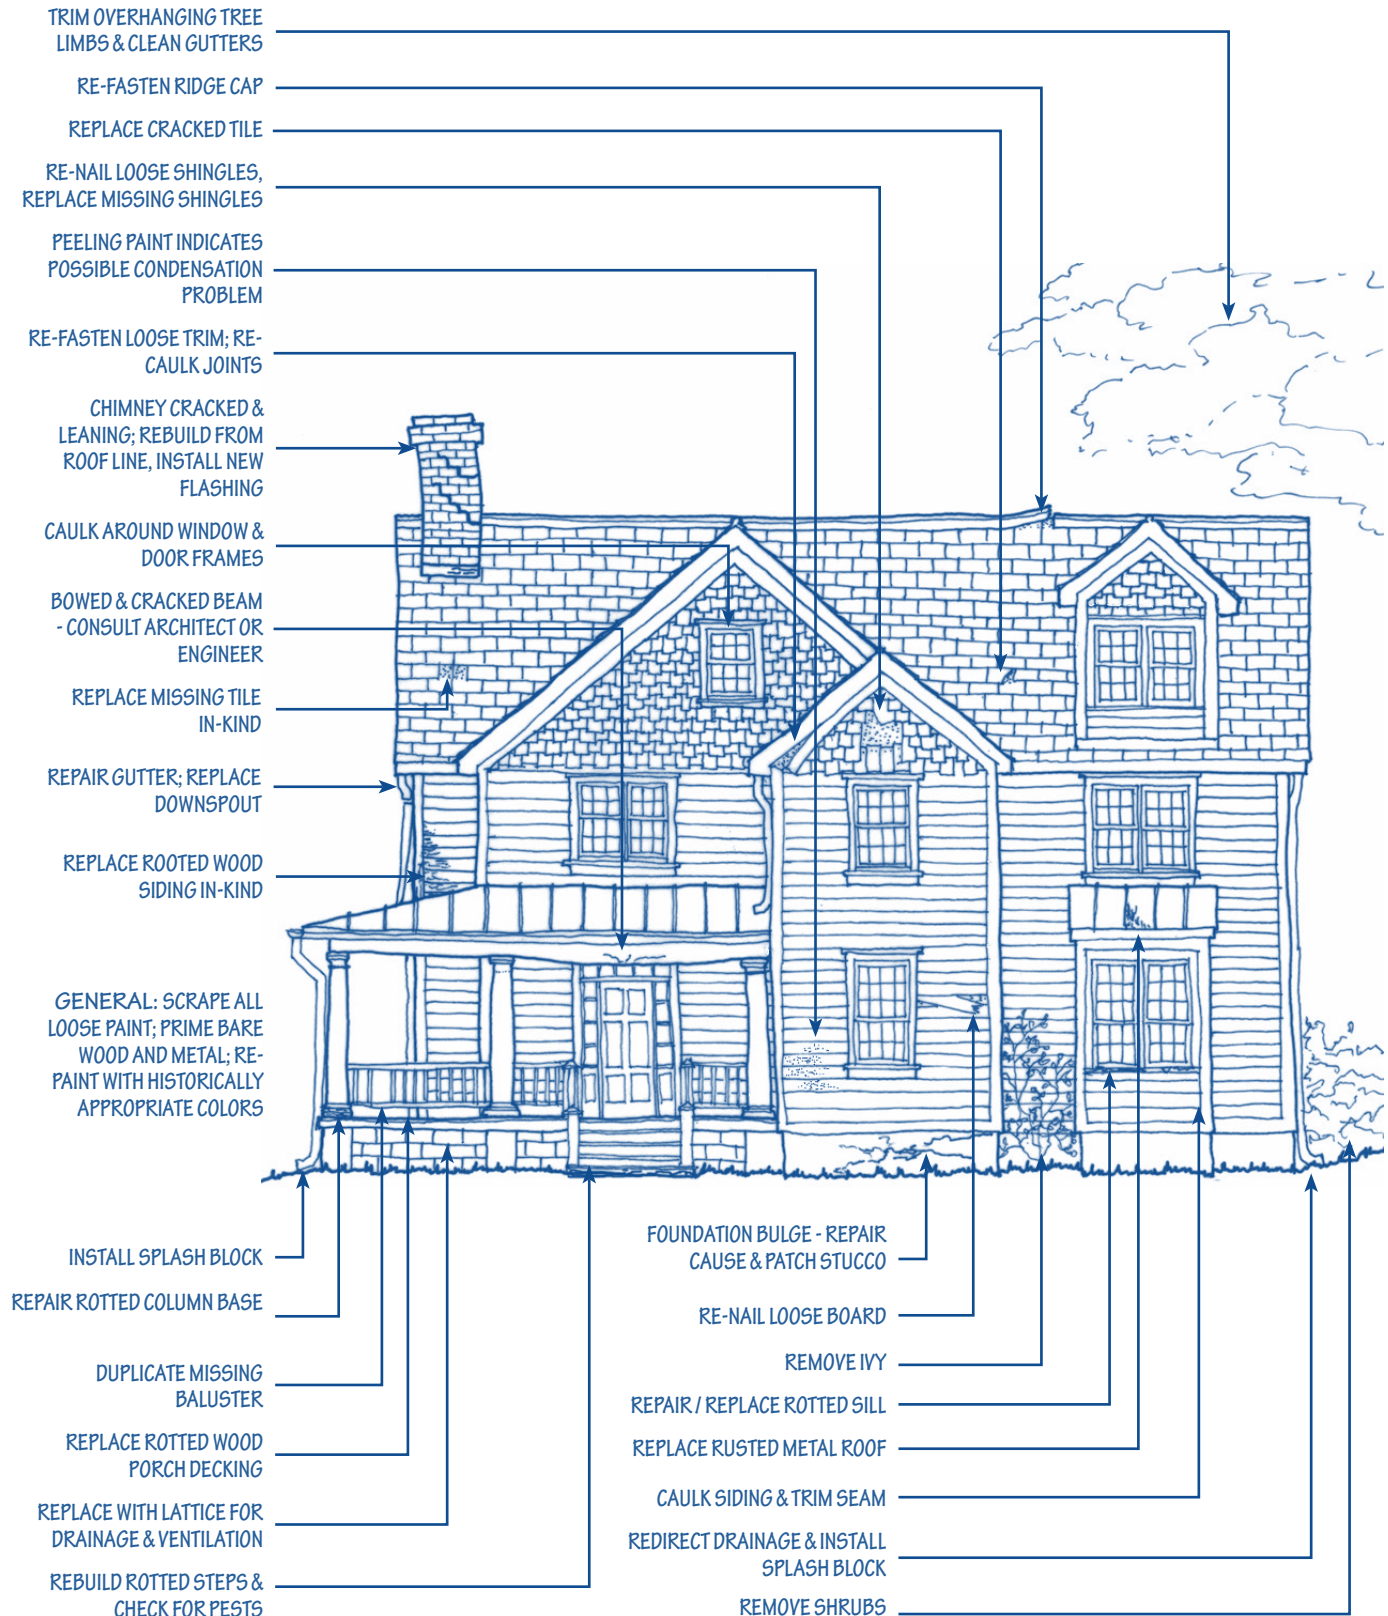 TRIM OVERHANGING TREE
LIMBS & CLEAN GUTTERS
RE-FASTEN RIDGE CAP
REPLACE CRACKED TILE
RE-NAIL LOOSE SHINGLES,
REPLACE MISSING SHINGLES
PEELING PAINT INDICATES
POSSIBLE CONDENSATION
PROBLEM
RE-FASTEN LOOSE TRIM; RE-
CAULK JOINTS
CHIMNEY CRACKED &
LEANING; REBUILD FROM
ROOF LINE, INSTALL NEW
FLASHING
CAULK AROUND WINDOW &
DOOR FRAMES
BOWED & CRACKED BEAM
- CONSULT ARCHITECT OR
ENGINEER
REPLACE MISSING TILE
IN-KIND
REPAIR GUTTER; REPLACE
DOWNSPOUT
REPLACE ROOTED WOOD
SIDING IN-KIND
GENERAL: SCRAPE ALL
LOOSE PAINT; PRIME BARE
WOOD AND METAL; RE-
PAINT WITH HISTORICALLY
APPROPRIATE COLORS
INSTALL SPLASH BLOCK
REPAIR ROTTED COLUMN BASE
DUPLICATE MISSING
BALUSTER
REPLACE ROTTED WOOD
PORCH DECKING
REPLACE WITH LATTICE FOR
DRAINAGE & VENTILATION
REBUILD ROTTED STEPS &
CHECK FOR PESTS
FOUNDATION BULGE - REPAIR
CAUSE & PATCH STUCCO
RE-NAIL LOOSE BOARD
REMOVE IVY
REPAIR / REPLACE ROTTED SILL
REPLACE RUSTED METAL ROOF
CAULK SIDING & TRIM SEAM
REDIRECT DRAINAGE & INSTALL
SPLASH BLOCK
REMOVE SHRUBS